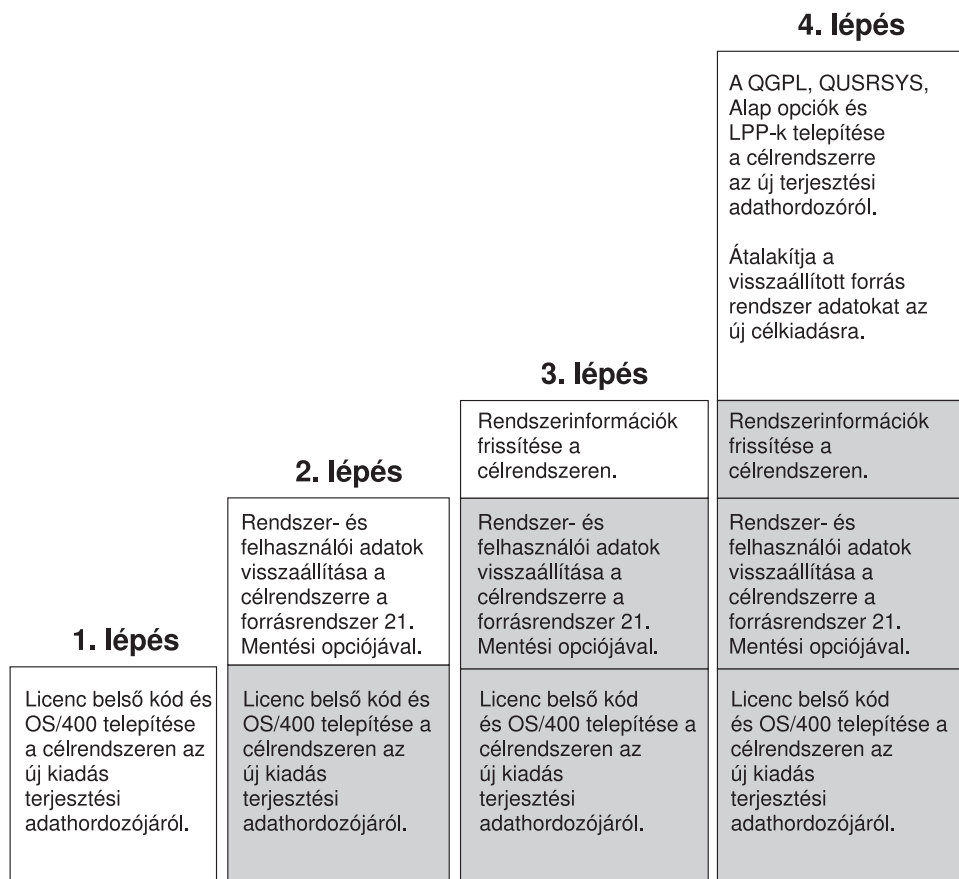 1. lépés
Licenc belső kód és
OS/400 telepítése
a célrendszeren az
új kiadás
terjesztési
adathordozójáról.
2. lépés
Rendszer- és
felhasználói adatok
visszaállítása a
célrendszerre a
forrásrendszer 21.
Mentési opciójával.
Licenc belső kód és
OS/400 telepítése a
célrendszeren az
új kiadás
terjesztési
adathordozójáról.
3. lépés
Rendszerinformációk
frissítése a
célrendszeren.
Rendszer- és
felhasználói adatok
visszaállítása a
célrendszerre a
forrásrendszer 21.
Mentési opciójával.
Licenc belső kód
és OS/400 telepítése a
célrendszeren az
új kiadás
terjesztési
adathordozójáról.
4. lépés
A QGPL, QUSRSYS,
Alap opciók és
LPP-k telepítése
a célrendszerre
az új terjesztési
adathordozóról.
Átalakítja a
visszaállított forrás
rendszer adatokat az
új célkiadásra.
Rendszerinformációk
frissítése a
célrendszeren.
Rendszer- és
felhasználói adatok
visszaállítása a
célrendszerre a
forrásrendszer 21.
Mentési opciójával.
Licenc belső kód
és OS/400 telepítése a
célrendszeren az
új kiadás
terjesztési
adathordozójáról.